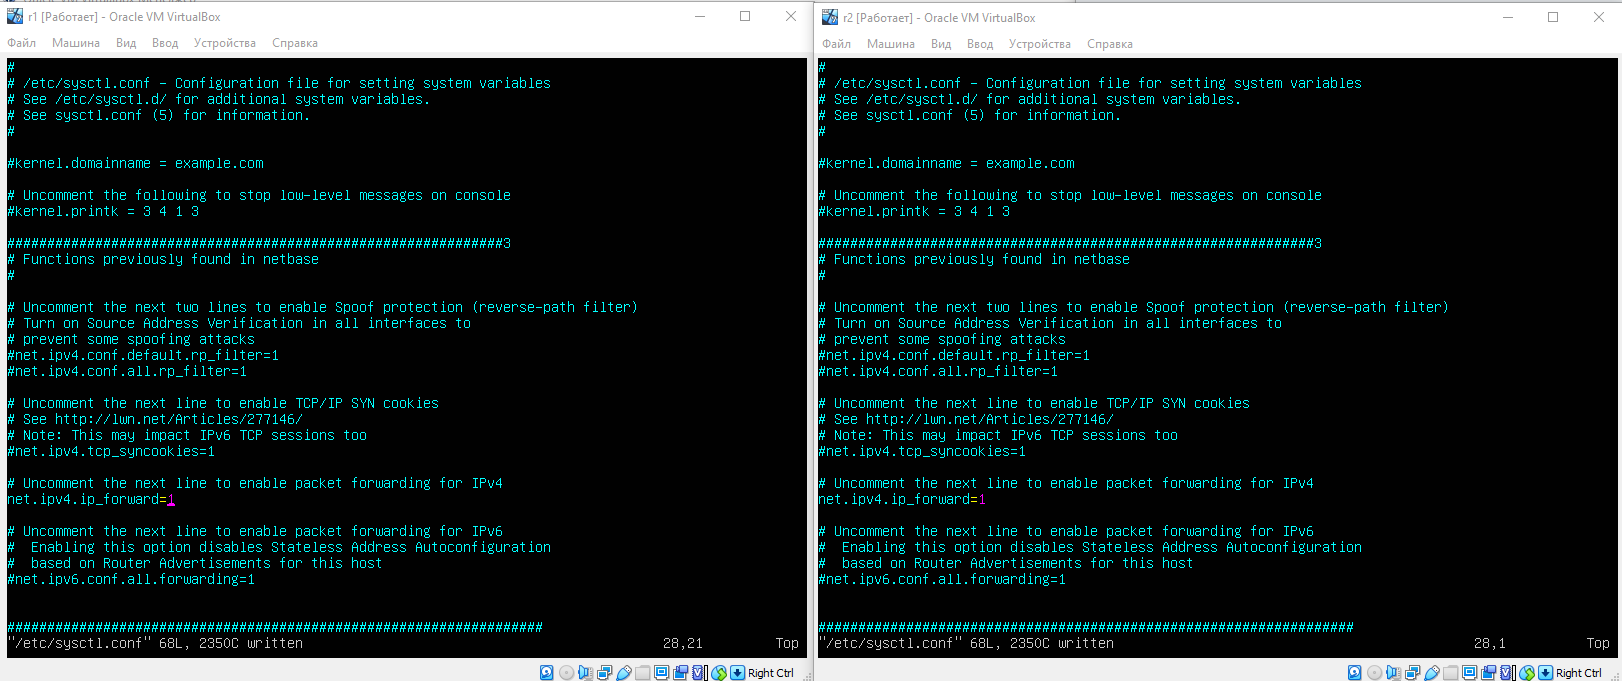 r1 [Работает] - Oracle VM VirtualBox
Файл Машина Вид Ввод Устройства Справка
#
# /etc/sysctl.conf - Configuration file for setting system variables
# See /etc/sysctl.d/ for additional system variables.
# See sysctl.conf (5) for information.
#
#kernel.domainname = example.com
# Uncomment the following to stop low-level messages on console
#kernel.printk = 3 4 1 3
##############################################################3
# Functions previously found in netbase
#
# Uncomment the next two lines to enable Spoof protection (reverse-path filter)
# Turn on Source Address Verification in all interfaces to
# prevent some spoofing attacks
#net.ipv4.conf.default.rp_filter=1
#net.ipv4.conf.all.rp_filter=1
# Uncomment the next line to enable TCP/IP SYN cookies
# See http://lwn.net/Articles/277146/
# Note: This may impact IPv6 TCP sessions too
#net.ipv4.tcp_syncookies=1
# Uncomment the next line to enable packet forwarding for IPv4
net.ipv4.ip_forward=1
# Uncomment the next line to enable packet forwarding for IPv6
#  Enabling this option disables Stateless Address Autoconfiguration
#  based on Router Advertisements for this host
#net.ipv6.conf.all.forwarding=1
###################################################################
"/etc/sysctl.conf" 68L, 2350C written 28,21 Top
Right Ctrl
r2 [Работает] - Oracle VM VirtualBox
Файл Машина Вид Ввод Устройства Справка
#
# /etc/sysctl.conf - Configuration file for setting system variables
# See /etc/sysctl.d/ for additional system variables.
# See sysctl.conf (5) for information.
#
#kernel.domainname = example.com
# Uncomment the following to stop low-level messages on console
#kernel.printk = 3 4 1 3
##############################################################3
# Functions previously found in netbase
#
# Uncomment the next two lines to enable Spoof protection (reverse-path filter)
# Turn on Source Address Verification in all interfaces to
# prevent some spoofing attacks
#net.ipv4.conf.default.rp_filter=1
#net.ipv4.conf.all.rp_filter=1
# Uncomment the next line to enable TCP/IP SYN cookies
# See http://lwn.net/Articles/277146/
# Note: This may impact IPv6 TCP sessions too
#net.ipv4.tcp_syncookies=1
# Uncomment the next line to enable packet forwarding for IPv4
net.ipv4.ip_forward=1
# Uncomment the next line to enable packet forwarding for IPv6
#  Enabling this option disables Stateless Address Autoconfiguration
#  based on Router Advertisements for this host
#net.ipv6.conf.all.forwarding=1
###################################################################
"/etc/sysctl.conf" 68L, 2350C written 28,1 Top
Right Ctrl